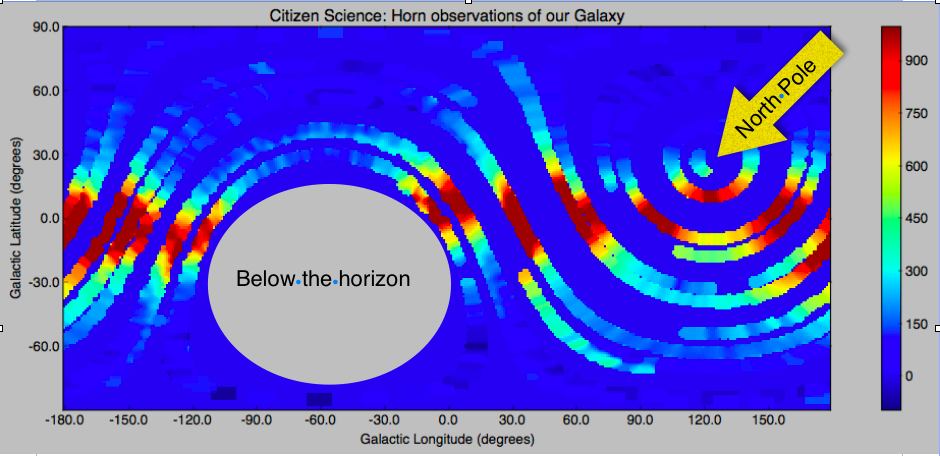 Citizen Science: Horn observations of our Galaxy
90.0
60.0
30.0
0.0
-30.0
-60.0
Galactic Latitude (degrees)
North·Pole
Below·the·horizon
-180.0 -150.0 -120.0 -90.0 -60.0 -30.0 0.0 30.0 60.0 90.0 120.0 150.0
Galactic Longitude (degrees)
900
750
600
450
300
150
0